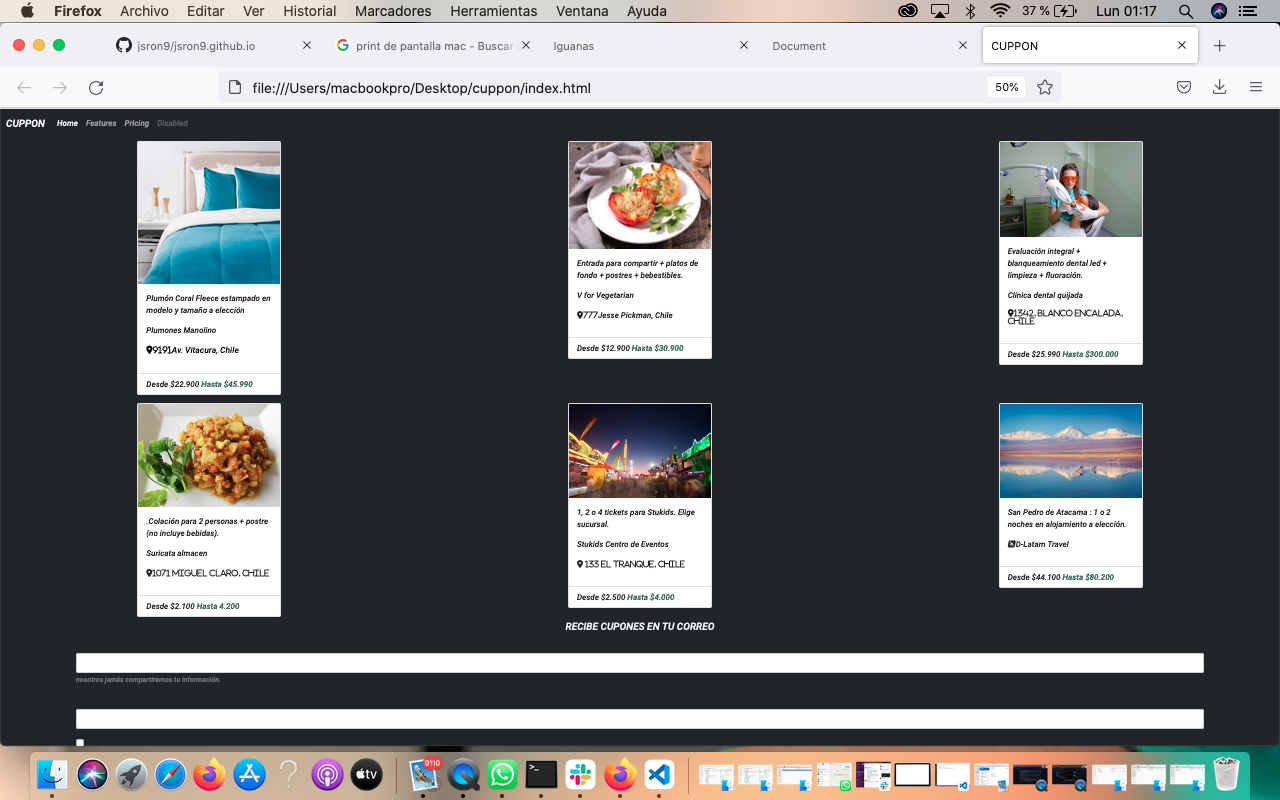 Firefox Archivo Editar Ver Historial Marcadores Herramientas Ventana Ayuda 37 % Lun 01:17
jsron9/jsron9.github.io
print de pantalla mac - Buscar
Iguanas
Document
CUPPON
file:///Users/macbookpro/Desktop/cuppon/index.html
50%
CUPPON Home Features Pricing Disabled
Plumón Coral Fleece estampado en
modelo y tamaño a elección
Plumones Manolino
9191Av. Vitacura, Chile
Desde $22.900 Hasta $45.990
Entrada para compartir + platos de
fondo + postres + bebestibles.
V for Vegetarian
777Jesse Pickman, Chile
Desde $12.900 Hasta $30.900
Evaluación integral +
blanqueamiento dental led +
limpieza + fluoración.
Clínica dental quijada
1342, BLANCO ENCALADA,
CHILE
Desde $25.990 Hasta $300.000
.Colación para 2 personas + postre
(no incluye bebidas).
Suricata almacen
1071 MIGUEL CLARO, CHILE
Desde $2.100 Hasta 4.200
1, 2 o 4 tickets para Stukids. Elige
sucursal.
Stukids Centro de Eventos
133 EL TRANQUE, CHILE
Desde $2.500 Hasta $4.000
San Pedro de Atacama : 1 o 2
noches en alojamiento a elección.
D-Latam Travel
Desde $44.100 Hasta $80.200
RECIBE CUPONES EN TU CORREO
nosotros jamás compartiremos tu información.
9110
tv